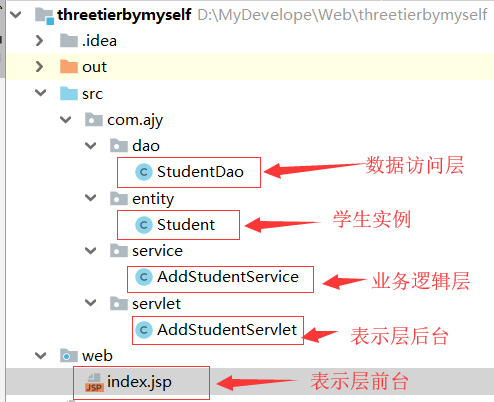 threetierbymyself D:\MyDevelope\Web\threetierbymyself
.idea
out
src
com.ajy
dao
StudentDao 数据访问层
entity
Student 学生实例
service
AddStudentService 业务逻辑层
servlet
AddStudentServlet 表示层后台
web
JSP index.jsp 表示层前台